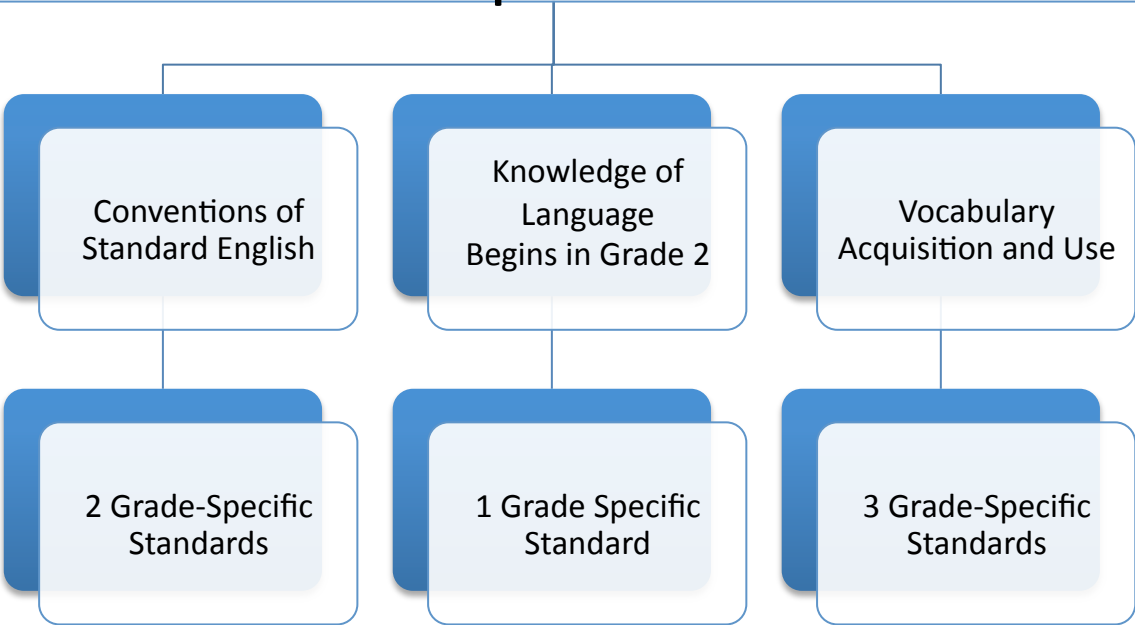 Conventions of
Standard English
Knowledge of
Language
Begins in Grade 2
Vocabulary
Acquisition and Use
2 Grade-Specific
Standards
1 Grade Specific
Standard
3 Grade-Specific
Standards